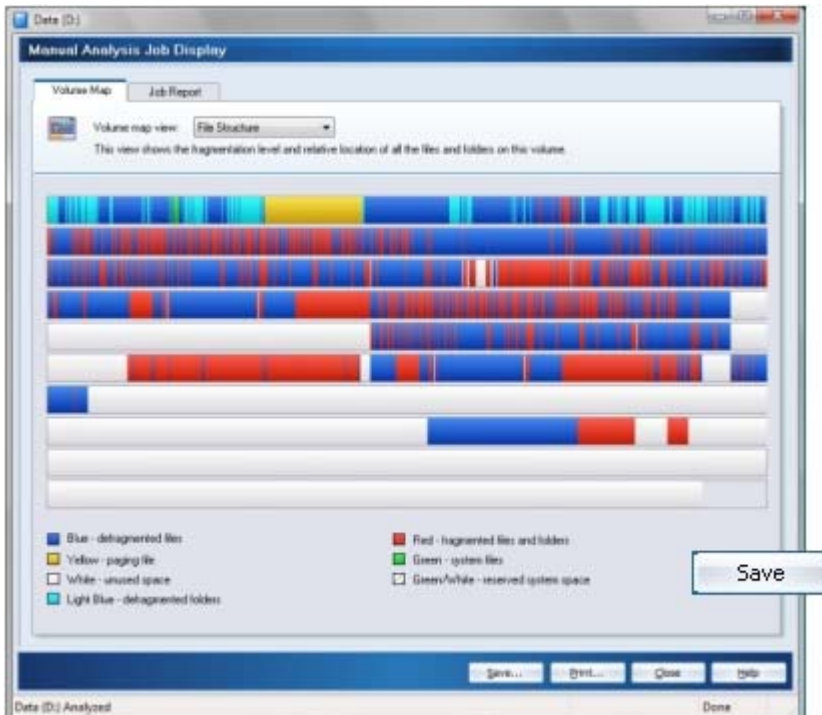 Data (D:)
Manual Analysis Job Display
Volume Map
Job Report
Volume map view:
File Structure
This view shows the fragmentation level and relative location of all the files and folders on this volume.
Blue - defragmented files
Red - fragmented files and folders
Yellow - paging file
Green - system files
White - unused space
Green/White - reserved system space
Light Blue - defragmented folders
Save
Save...
Print...
Close
Help
Data (D:) Analyzed
Done